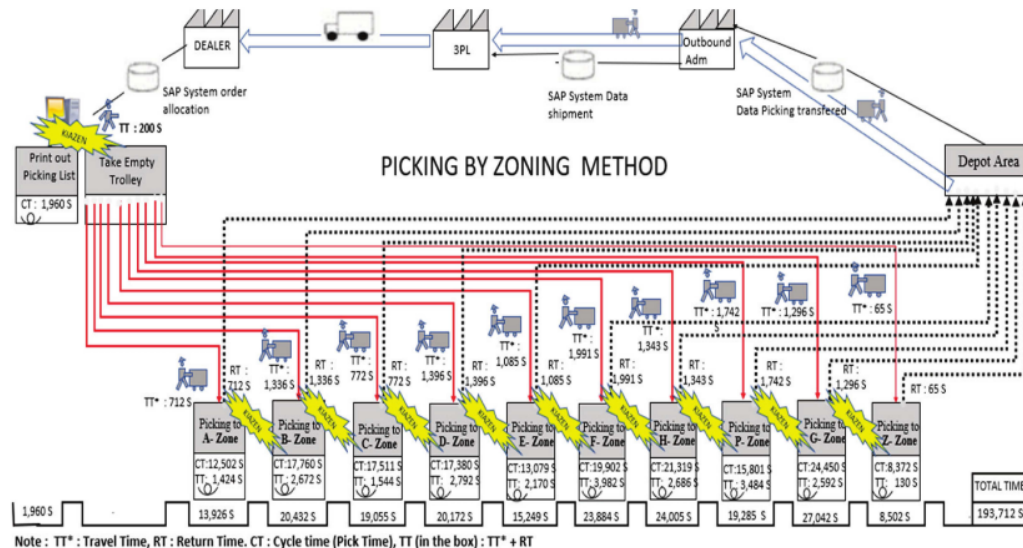 DEALER
3PL
Outbound
Adm
SAP System order
allocation
SAP System Data
shipment
SAP System
Data Picking transfered
TT : 200 S
KIAZEN
KIAZEN
Print out
Picking List
CT : 1,960 S
Take Empty
Trolley
PICKING BY ZONING METHOD
Depot Area
TT* : 712 S
TT* :
1,336 S
TT* :
772 S
TT* :
1,396 S
TT* :
1,085 S
TT* :
1,991 S
TT* :
1,343 S
TT* : 1,742
S
TT* :
1,296 S
TT* : 65 S
RT :
712 S
RT :
1,336 S
RT :
772 S
RT :
1,396 S
RT :
1,085 S
RT :
1,991 S
RT :
1,343 S
RT :
1,742 S
RT :
1,296 S
RT : 65 S
KIAZEN
KIAZEN
KIAZEN
KIAZEN
KIAZEN
KIAZEN
KIAZEN
KIAZEN
KIAZEN
Picking to
A- Zone
CT:12,502 S
TT: 1,424 S
Picking to
B- Zone
CT:17,760 S
TT: 2,672 S
Picking to
C- Zone
CT:17,511 S
TT: 1,544 S
Picking to
D- Zone
CT:17,380 S
TT: 2,792 S
Picking to
E- Zone
CT:13,079 S
TT: 2,170 S
Picking to
F- Zone
CT:19,902 S
TT: 3,982 S
Picking to
H- Zone
CT:21,319 S
TT: 2,686 S
Picking to
P- Zone
CT:15,801 S
TT: 3,484 S
Picking to
G- Zone
CT:24,450 S
TT: 2,592 S
Picking to
Z- Zone
CT:8,372 S
TT: 130 S
1,960 S
13,926 S
20,432 S
19,055 S
20,172 S
15,249 S
23,884 S
24,005 S
19,285 S
27,042 S
8,502 S
TOTAL TIME
193,712 S
Note : TT* : Travel Time, RT : Return Time. CT : Cycle time (Pick Time), TT (in the box) : TT* + RT